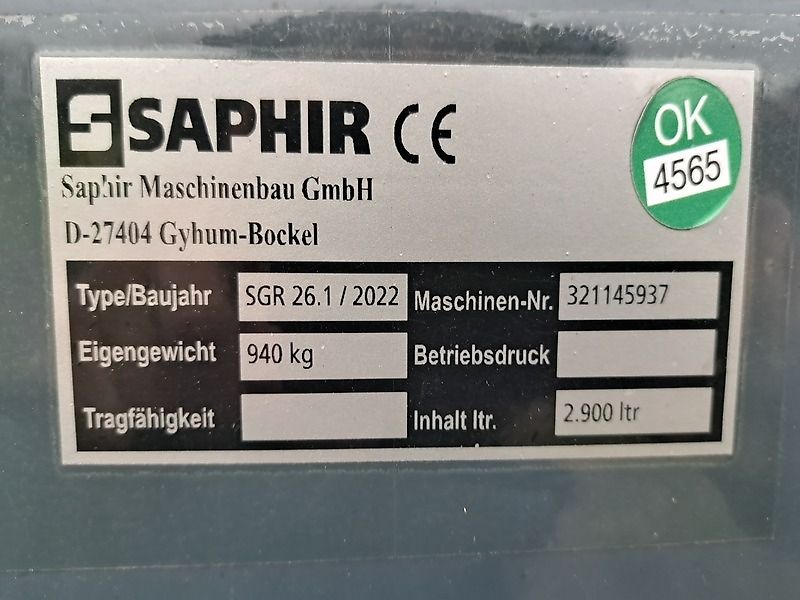 SAPHIR CE
Saphir Maschinenbau GmbH
D-27404 Gyhum-Bockel
OK
4565
Type/Baujahr SGR 26.1 / 2022 Maschinen-Nr. 321145937
Eigengewicht 940 kg Betriebsdruck
Tragfähigkeit Inhalt ltr. 2.900 ltr